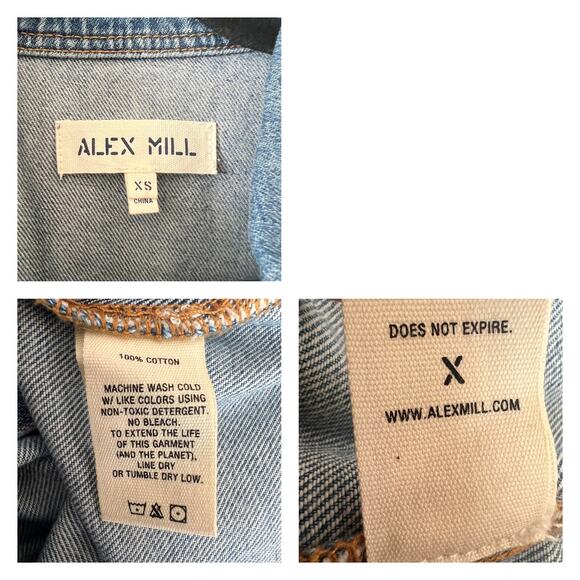 ALEX MILL
XS
CHINA
100% COTTON
MACHINE WASH COLD
W/ LIKE COLORS USING
NON-TOXIC DETERGENT.
NO BLEACH.
TO EXTEND THE LIFE
OF THIS GARMENT
(AND THE PLANET),
LINE DRY
OR TUMBLE DRY LOW.
DOES NOT EXPIRE.
X
WWW.ALEXMILL.COM